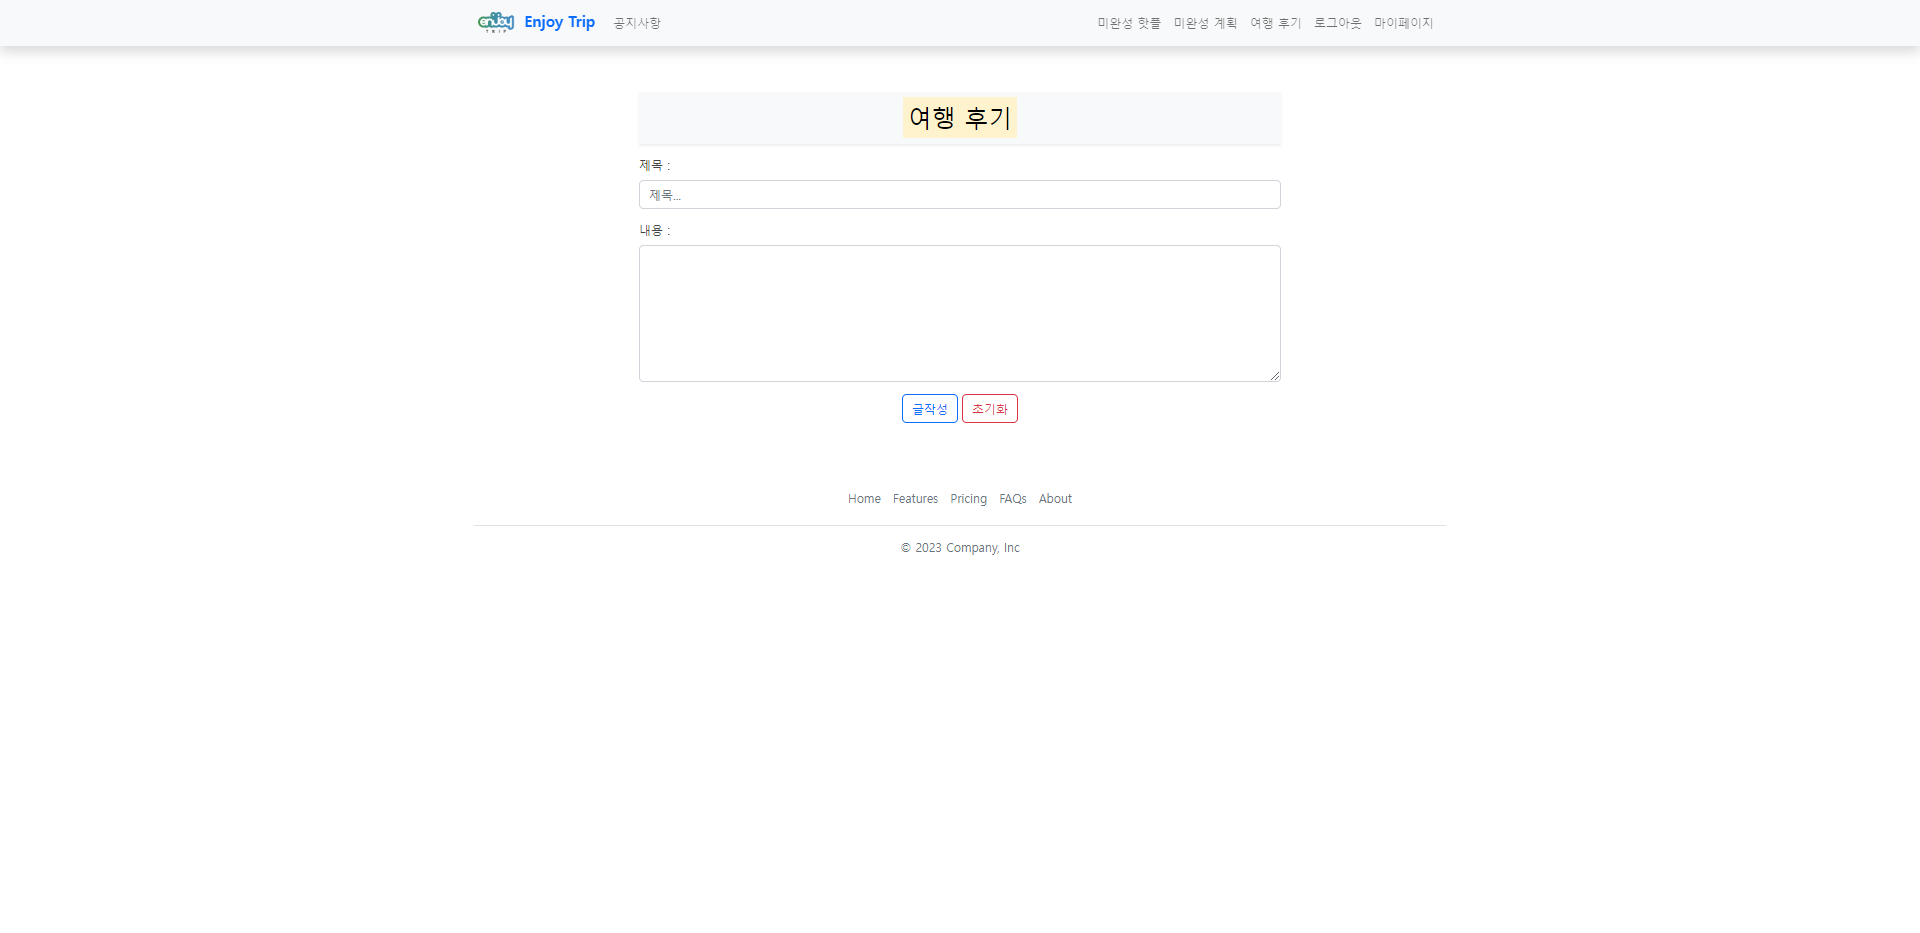 enjoy TRIP Enjoy Trip 공지사항 미완성 핫플 미완성 계획 여행 후기 로그아웃 마이페이지
여행 후기
제목 :
제목...
내용 :
글작성 초기화
Home Features Pricing FAQs About
© 2023 Company, Inc